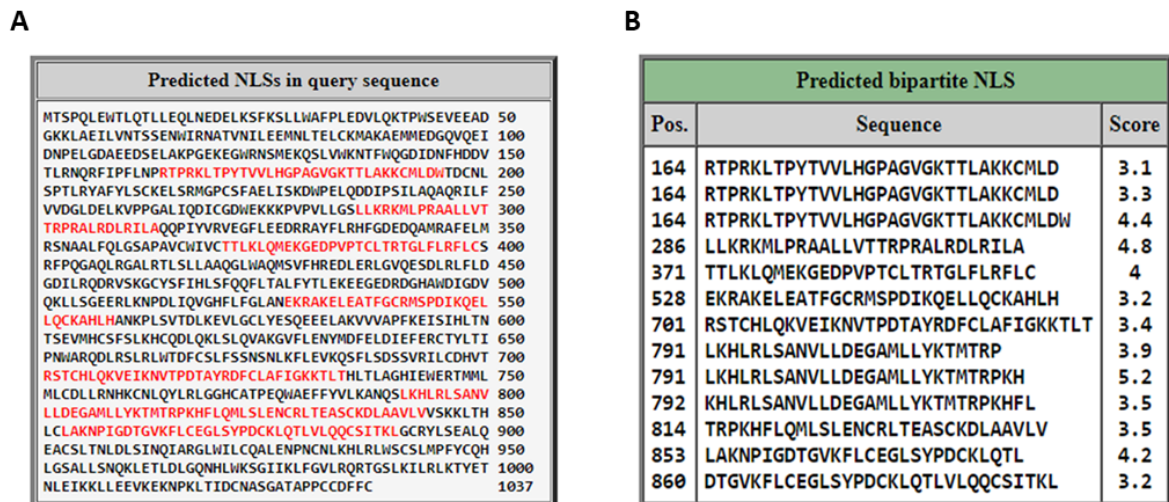 A
B
Predicted NLSs in query sequence
MTSPQLEWTLQTLLEQLNEDELKSFKSLLWAFPLEDVLQKTPWSEVEEAD 50
GKKLAEILVNTSSENWIRNATVNILEEMNLTELCKMAKAEMMEDGQVQEI 100
DNPELGDAEEDSELAKPGEKEGWRNSMEKQSLVWKNTFWQGDIDNFHDDV 150
TLRNQRFIPFLNPRTPRKLTPYTVVLHGPAGVGKTTLAKKCMLDWTDCNL 200
SPTLRYAFYLSCKELSRMGPCSFAELISKDWPELQDDIPSILAQAQRILF 250
VVDGLDELKVPPGALIQDICGDWEKKKPVPVLLGSLLKRKMLPRAALLVT 300
TRPRALRDLRILAQQPIYVRVEGFLEEDRRAYFLRHFGDEDQAMRAFELM 350
RSNAALFQLGSAPAVCWIVCTTLKLQMEKGEDPVPTCLTRTGLFLRFLCS 400
RFPQGAQLRGALRTLSLLAAQGLWAQMSVFHREDLERLGVQESDLRLFLD 450
GDILRQDRVSKGCYSFIHLSFQQFLTALFYTLEKEEGEDRDGHAWDIGDV 500
QKLLSGEERLKNPDLIQVGHFLFGLANEKRAKELEATFGCRMSPDIKQEL 550
LQCKAHLHANKPLSVTDLKEVLGCLYESQEEELAKVVVAPFKEISIHLTN 600
TSEVMHCSFSLKHCQDLQKLSLQVAKGVFLENYMDFELDIEFERCTYLTI 650
PNWARQDLRSLRLWTDFCSLFSSNSNLKFLEVKQSFLSDSSVRILCDHVT 700
RSTCHLQKVEIKNVTPDTAYRDFCLAFIGKKTLTHLTLAGHIEWERTMML 750
MLCDLLRNHKCNLQYLRLGGHCATPEQWAEFFYVLKANQSLKHLRLSANV 800
LLDEGAMLLYKTMTRPKHFLQMLSLENCRLTEASCKDLAAVLVVSKKLTH 850
LCLAKNPIGDTGVKFLCEGLSYPDCKLQTLVLQQCSITKLGCRYLSEALQ 900
EACSLTNLDLSINQIARGLWILCQALENPNCNLKHLRLWSCSLMPFYCQH 950
LGSALLSNQKLETLDLGQNHLWKSGIIKLFGVLRQRTGSLKILRLKTYET 1000
NLEIKKLLEEVKEKNPKLTIDCNASGATAPPCCDFFC 1037
Predicted bipartite NLS
Pos. Sequence Score
164 RTPRKLTPYTVVLHGPAGVGKTTLAKKCMLD 3.1
164 RTPRKLTPYTVVLHGPAGVGKTTLAKKCMLD 3.3
164 RTPRKLTPYTVVLHGPAGVGKTTLAKKCMLDW 4.4
286 LLKRKMLPRAALLVTTRPRALRDLRILA 4.8
371 TTLKLQMEKGEDPVPTCLTRTGLFLRFLC 4
528 EKRAKELEATFGCRMSPDIKQELLQCKAHLH 3.2
701 RSTCHLQKVEIKNVTPDTAYRDFCLAFIGKKTLT 3.4
791 LKHLRLSANVLLDEGAMLLYKTMTRP 3.9
791 LKHLRLSANVLLDEGAMLLYKTMTRPKH 5.2
792 KHLRLSANVLLDEGAMLLYKTMTRPKHFL 3.5
814 TRPKHFLQMLSLENCRLTEASCKDLAAVLV 3.5
853 LAKNPIGDTGVKFLCEGLSYPDCKLQTL 4.2
860 DTGVKFLCEGLSYPDCKLQTLVLQQCSITKL 3.2